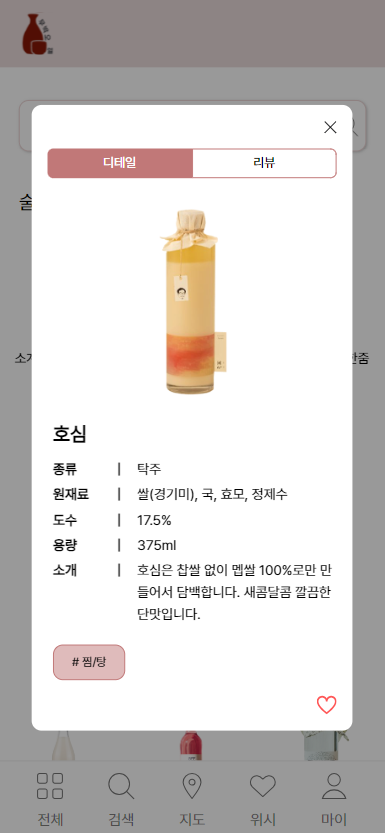 디테일 리뷰
술
소개
한줌
호심
종류 | 탁주
원재료 | 쌀(경기미), 국, 효모, 정제수
도수 | 17.5%
용량 | 375ml
소개 | 호심은 찹쌀 없이 멥쌀 100%로만 만
들어서 담백합니다. 새콤달콤 깔끔한
단맛입니다.
# 찜/탕
전체 검색 지도 위시 마이